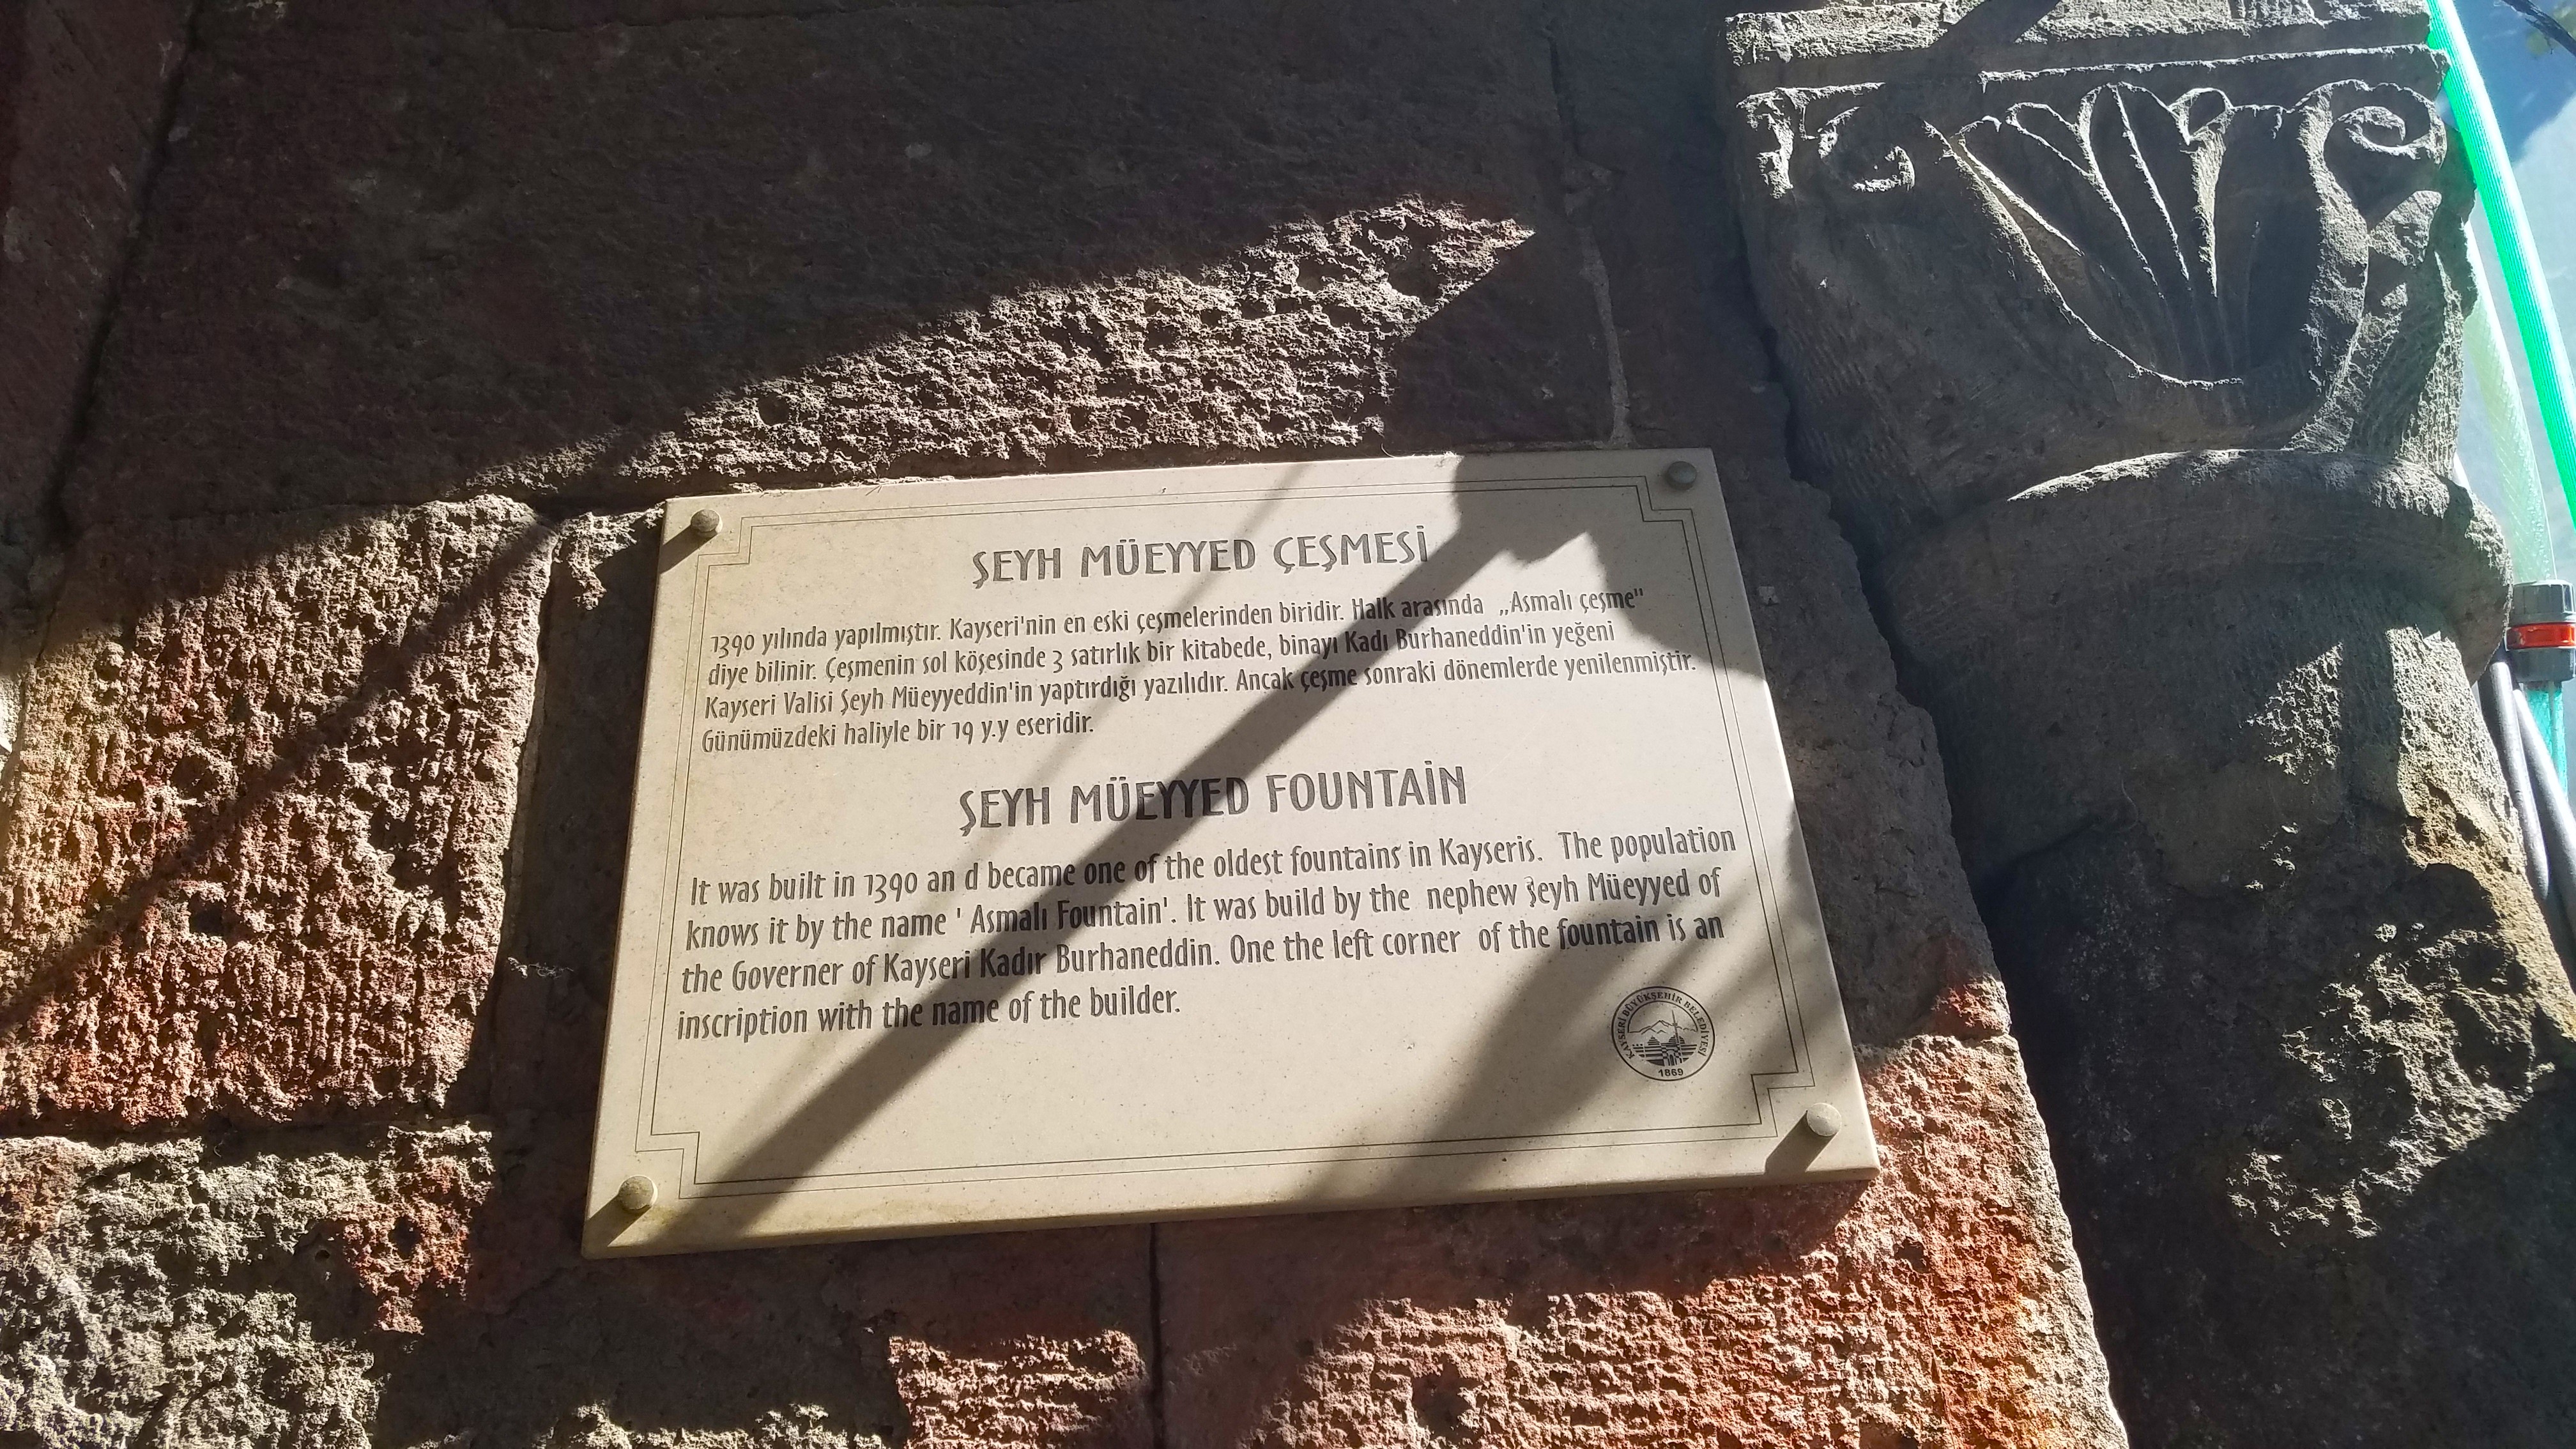 ŞEYH MÜEYYED ÇEŞMESİ
1390 yılında yapılmıştır. Kayseri'nin en eski çeşmelerinden biridir. Halk arasında „Asmalı çeşme"
diye bilinir. Çeşmenin sol köşesinde 3 satırlık bir kitabede, binayı Kadı Burhaneddin'in yeğeni
Kayseri Valisi Şeyh Müeyyeddin'in yaptırdığı yazılıdır. Ancak çeşme sonraki dönemlerde yenilenmiştir.
Günümüzdeki haliyle bir 19 y.y eseridir.
ŞEYH MÜEYYED FOUNTAİN
It was built in 1390 an d became one of the oldest fountains in Kayseris. The population
knows it by the name ' Asmalı Fountain'. It was build by the nephew Şeyh Müeyyed of
the Governer of Kayseri Kadır Burhaneddin. One the left corner of the fountain is an
inscription with the name of the builder.
KAYSERİ BÜYÜKŞEHİR BELEDİYESİ
1869